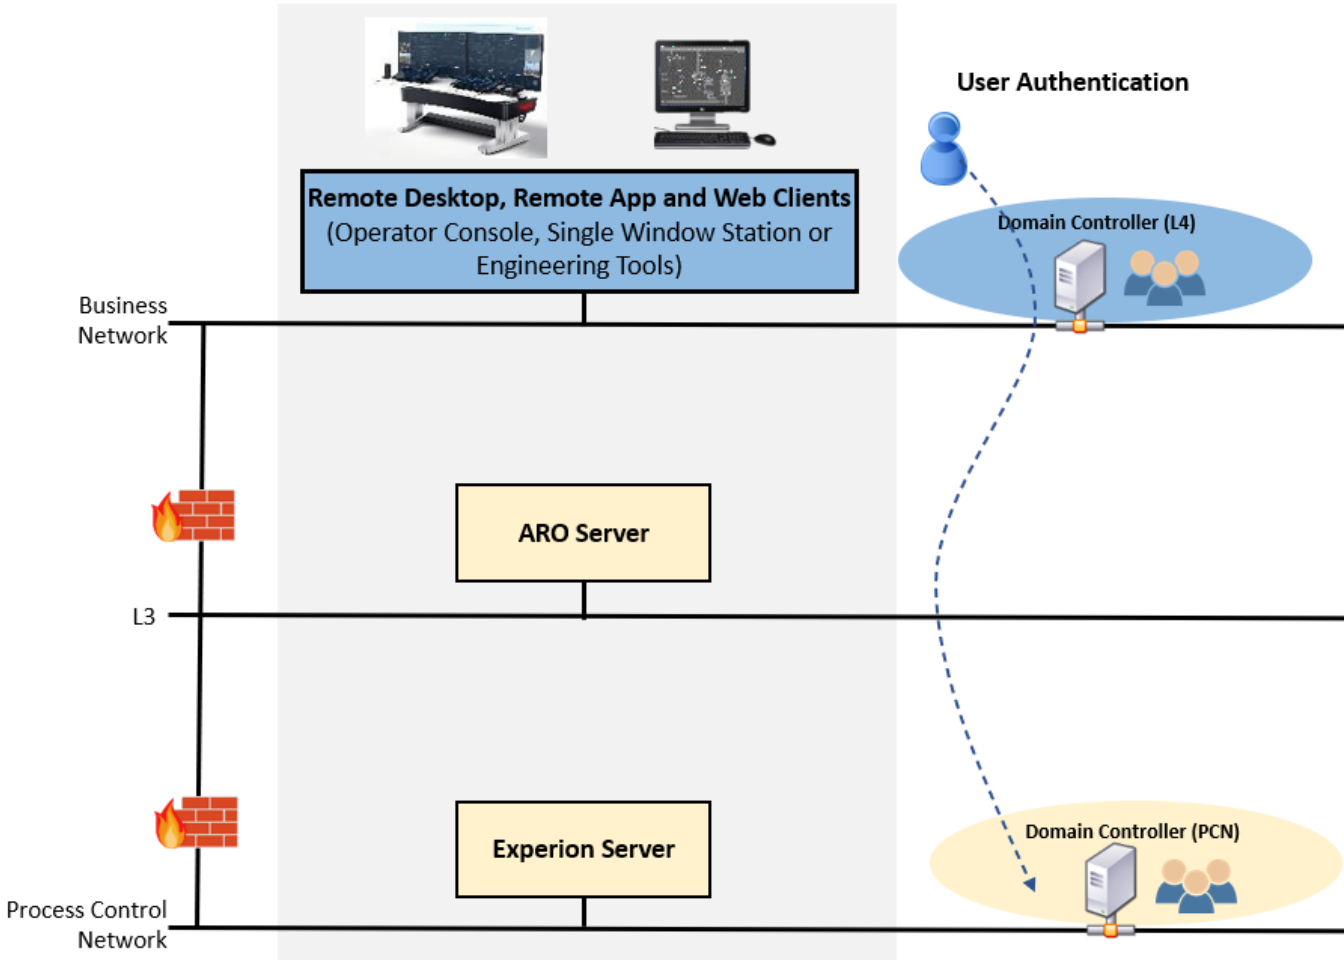 User Authentication
Remote Desktop, Remote App and Web Clients
(Operator Console, Single Window Station or
Engineering Tools)
Domain Controller (L4)
Business
Network
ARO Server
L3
Experion Server
Domain Controller (PCN)
Process Control
Network